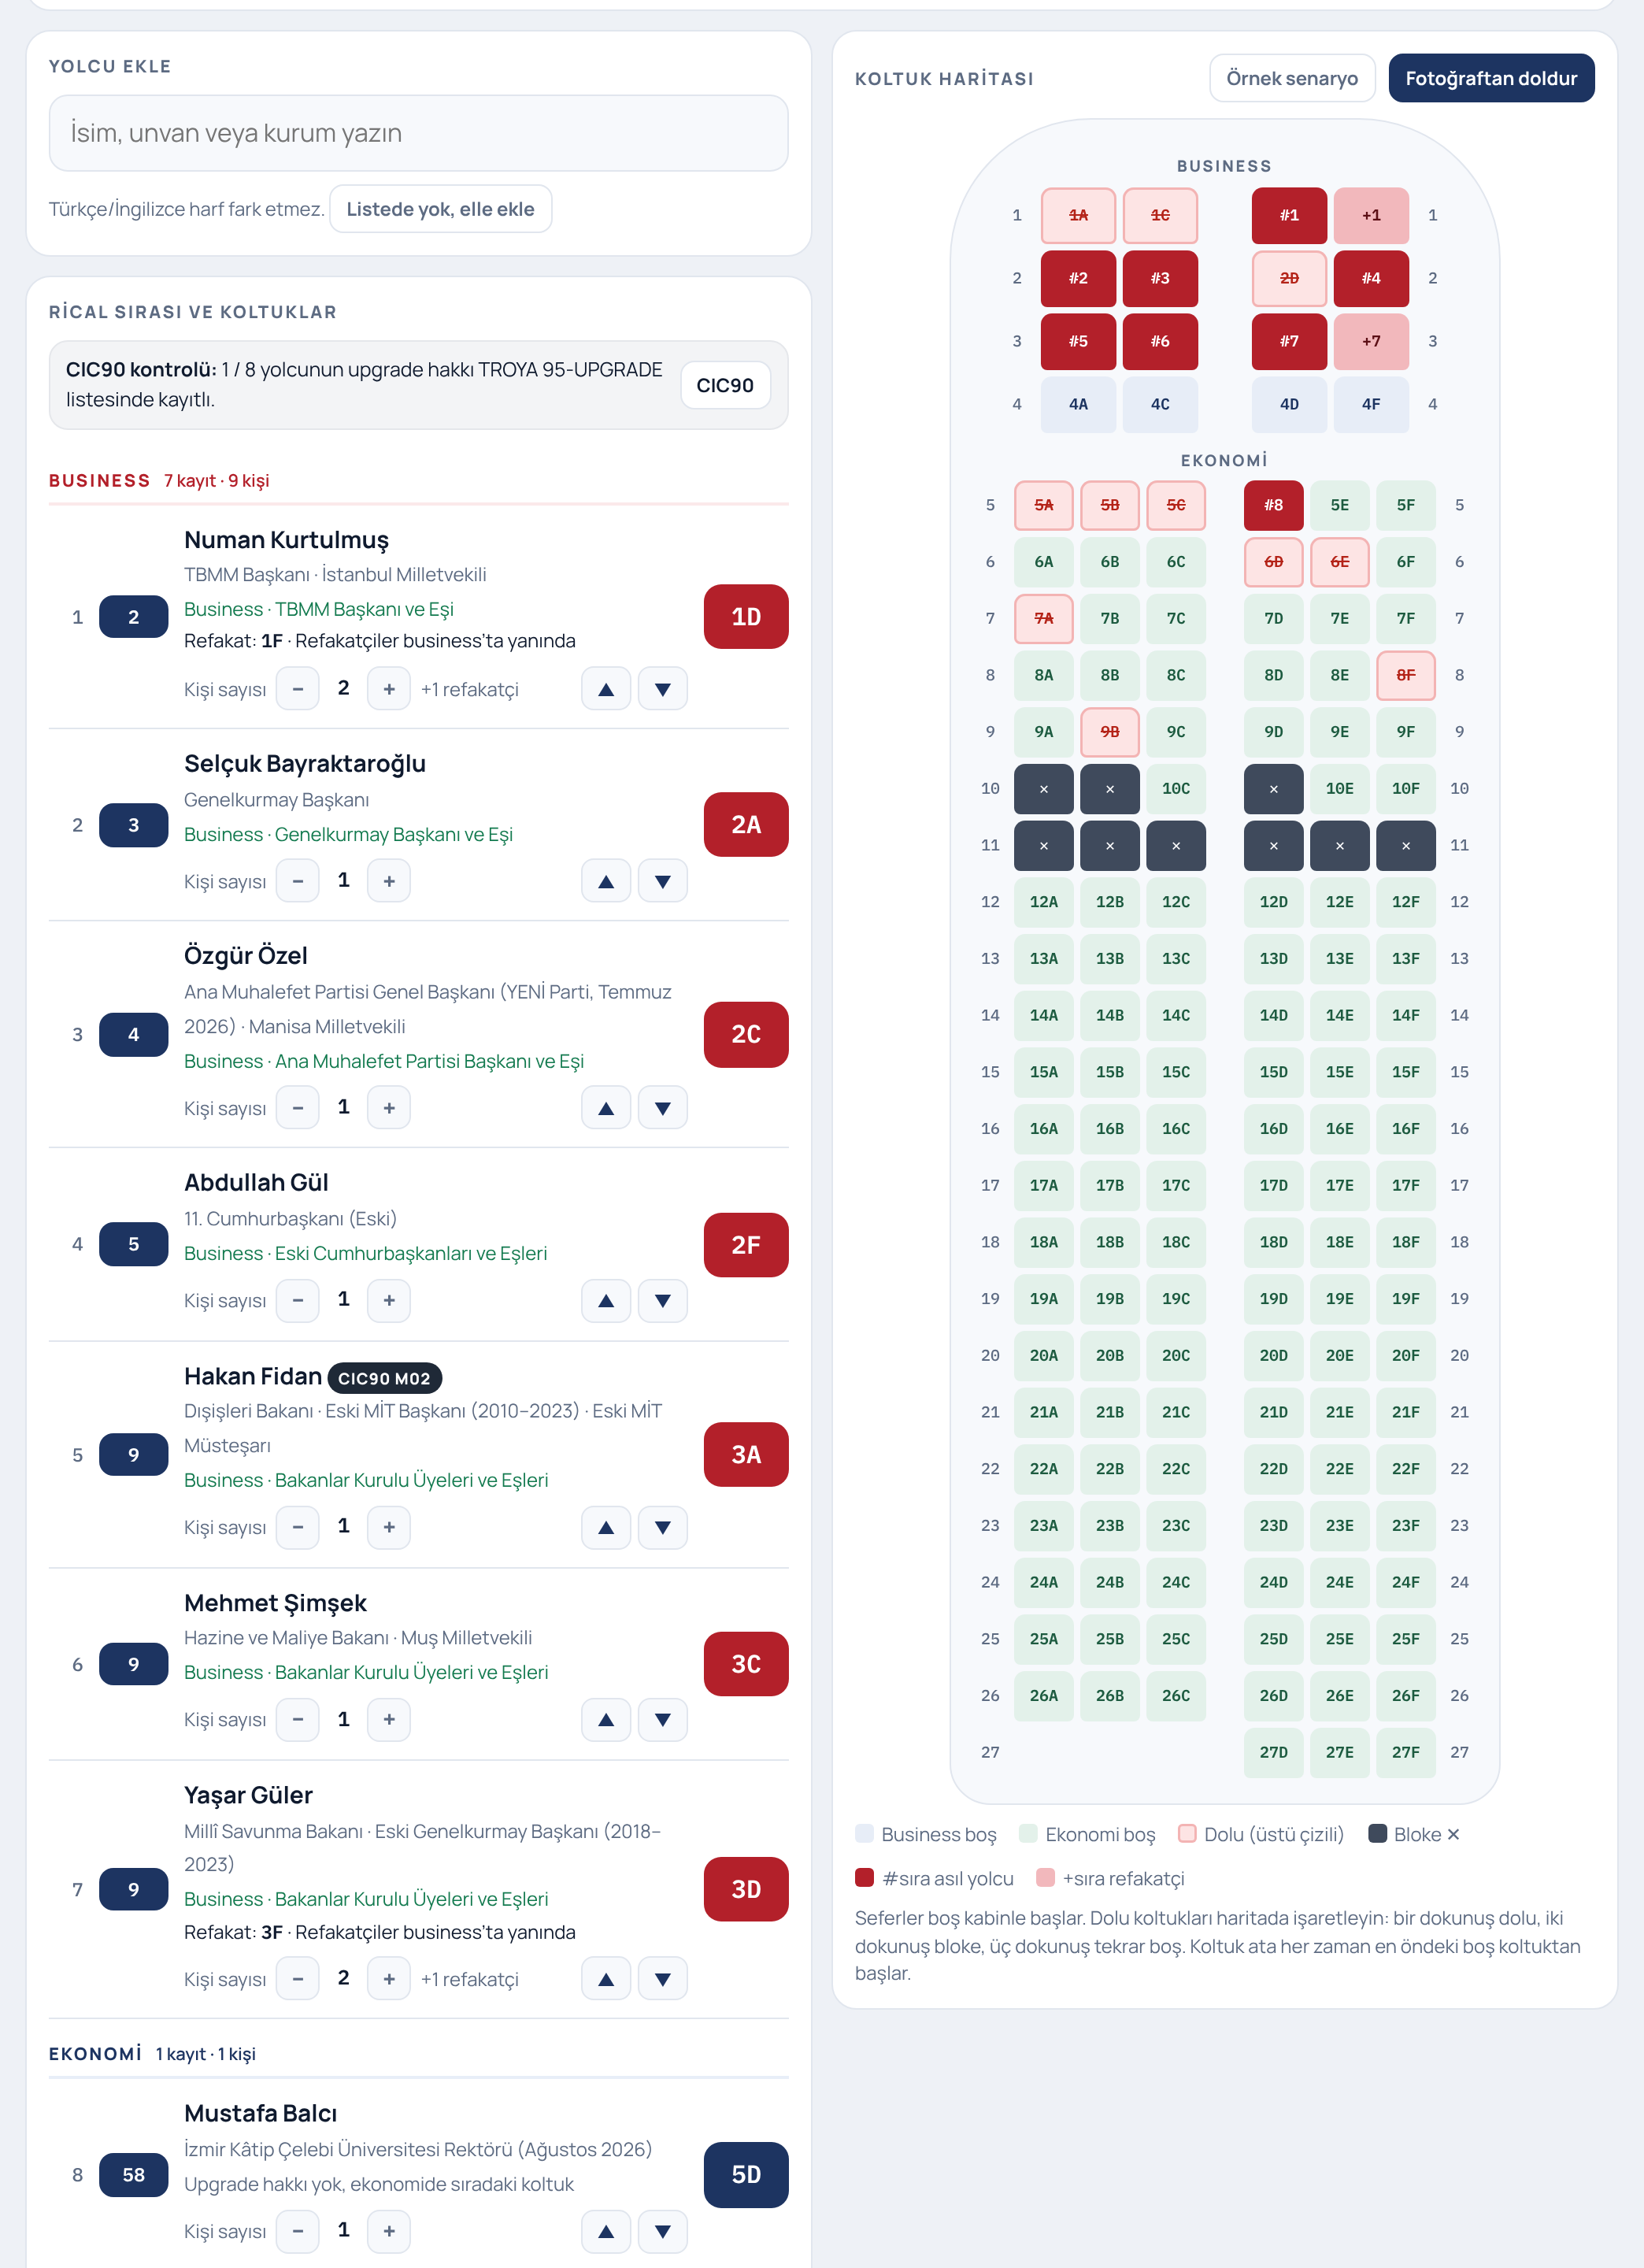 YOLCU EKLE
İsim, unvan veya kurum yazın
Türkçe/İngilizce harf fark etmez. Listede yok, elle ekle
RİCAL SIRASI VE KOLTUKLAR
CIC90 kontrolü: 1 / 8 yolcunun upgrade hakkı TROYA 95-UPGRADE
listesinde kayıtlı.
CIC90
BUSINESS 7 kayıt · 9 kişi
Numan Kurtulmuş
TBMM Başkanı · İstanbul Milletvekili
1 2 Business · TBMM Başkanı ve Eşi 1D
Refakat: 1F · Refakatçiler business'ta yanında
Kişi sayısı − 2 + +1 refakatçi ▲ ▼
Selçuk Bayraktaroğlu
Genelkurmay Başkanı
2 3 Business · Genelkurmay Başkanı ve Eşi 2A
Kişi sayısı − 1 + ▲ ▼
Özgür Özel
Ana Muhalefet Partisi Genel Başkanı (YENİ Parti, Temmuz
3 4 2026) · Manisa Milletvekili 2C
Business · Ana Muhalefet Partisi Başkanı ve Eşi
Kişi sayısı − 1 + ▲ ▼
Abdullah Gül
11. Cumhurbaşkanı (Eski)
4 5 Business · Eski Cumhurbaşkanları ve Eşleri 2F
Kişi sayısı − 1 + ▲ ▼
Hakan Fidan CIC90 M02
Dışişleri Bakanı · Eski MİT Başkanı (2010–2023) · Eski MİT
5 9 Müsteşarı 3A
Business · Bakanlar Kurulu Üyeleri ve Eşleri
Kişi sayısı − 1 + ▲ ▼
Mehmet Şimşek
Hazine ve Maliye Bakanı · Muş Milletvekili
6 9 Business · Bakanlar Kurulu Üyeleri ve Eşleri 3C
Kişi sayısı − 1 + ▲ ▼
Yaşar Güler
Millî Savunma Bakanı · Eski Genelkurmay Başkanı (2018–
2023)
7 9 Business · Bakanlar Kurulu Üyeleri ve Eşleri 3D
Refakat: 3F · Refakatçiler business'ta yanında
Kişi sayısı − 2 + +1 refakatçi ▲ ▼
EKONOMİ 1 kayıt · 1 kişi
Mustafa Balcı
İzmir Kâtip Çelebi Üniversitesi Rektörü (Ağustos 2026)
8 58 Upgrade hakkı yok, ekonomide sıradaki koltuk 5D
Kişi sayısı − 1 + ▲ ▼
KOLTUK HARİTASI Örnek senaryo Fotoğraftan doldur
BUSINESS
1 1A 1C #1 +1 1
2 #2 #3 2D #4 2
3 #5 #6 #7 +7 3
4 4A 4C 4D 4F 4
EKONOMİ
5 5A 5B 5C #8 5E 5F 5
6 6A 6B 6C 6D 6E 6F 6
7 7A 7B 7C 7D 7E 7F 7
8 8A 8B 8C 8D 8E 8F 8
9 9A 9B 9C 9D 9E 9F 9
10 × × 10C × 10E 10F 10
11 × × × × × × 11
12 12A 12B 12C 12D 12E 12F 12
13 13A 13B 13C 13D 13E 13F 13
14 14A 14B 14C 14D 14E 14F 14
15 15A 15B 15C 15D 15E 15F 15
16 16A 16B 16C 16D 16E 16F 16
17 17A 17B 17C 17D 17E 17F 17
18 18A 18B 18C 18D 18E 18F 18
19 19A 19B 19C 19D 19E 19F 19
20 20A 20B 20C 20D 20E 20F 20
21 21A 21B 21C 21D 21E 21F 21
22 22A 22B 22C 22D 22E 22F 22
23 23A 23B 23C 23D 23E 23F 23
24 24A 24B 24C 24D 24E 24F 24
25 25A 25B 25C 25D 25E 25F 25
26 26A 26B 26C 26D 26E 26F 26
27 27D 27E 27F 27
Business boş Ekonomi boş Dolu (üstü çizili) Bloke ✕
#sıra asıl yolcu +sıra refakatçi
Seferler boş kabinle başlar. Dolu koltukları haritada işaretleyin: bir dokunuş dolu, iki
dokunuş bloke, üç dokunuş tekrar boş. Koltuk ata her zaman en öndeki boş koltuktan
başlar.